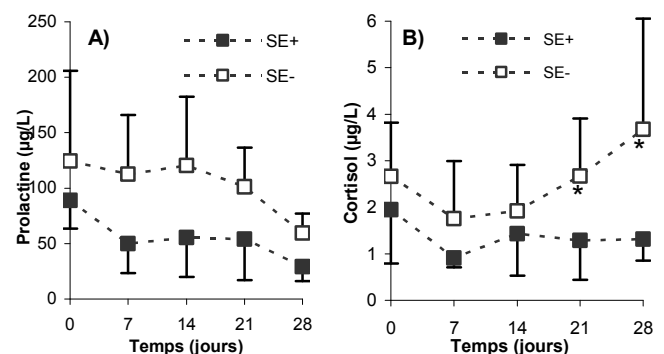 A)
SE+
SE-
Prolactine (µg/L)
250
200
150
100
50
0
0 7 14 21 28
Temps (jours)
B)
SE+
SE-
Cortisol (µg/L)
6
5
4
3
2
1
0
*
*
0 7 14 21 28
Temps (jours)